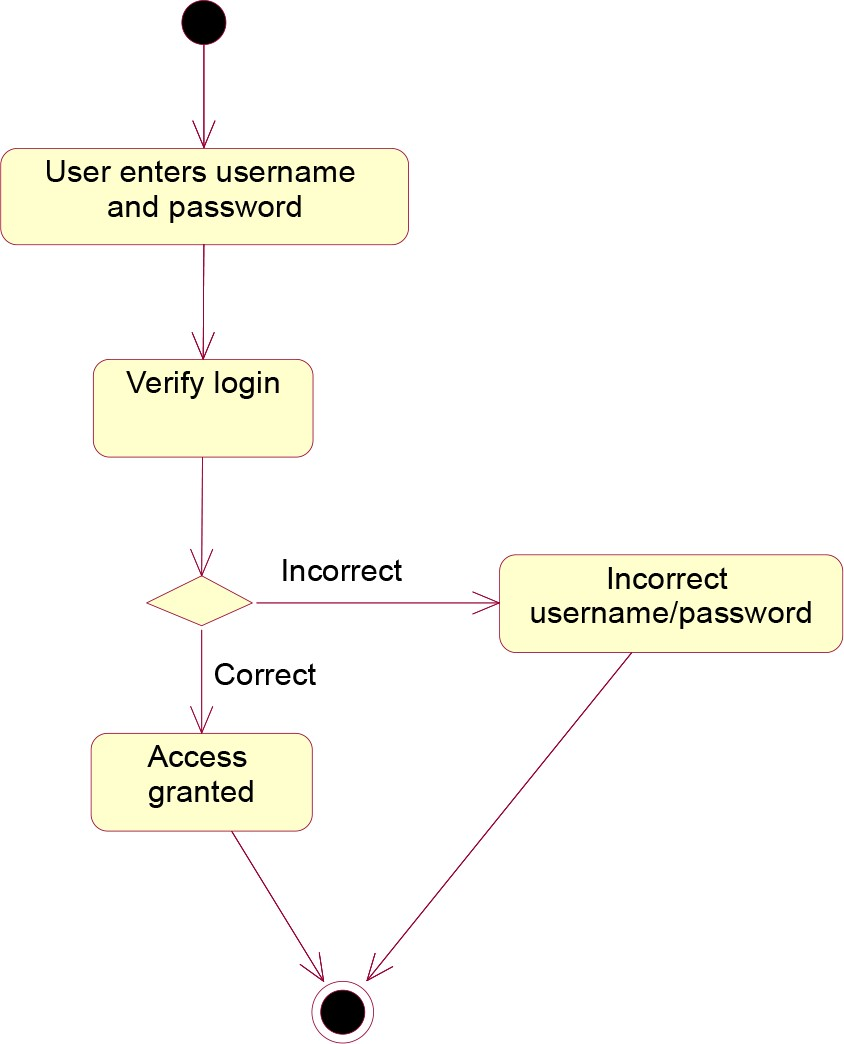 User enters username
and password
Verify login
Incorrect
Incorrect
username/password
Correct
Access
granted